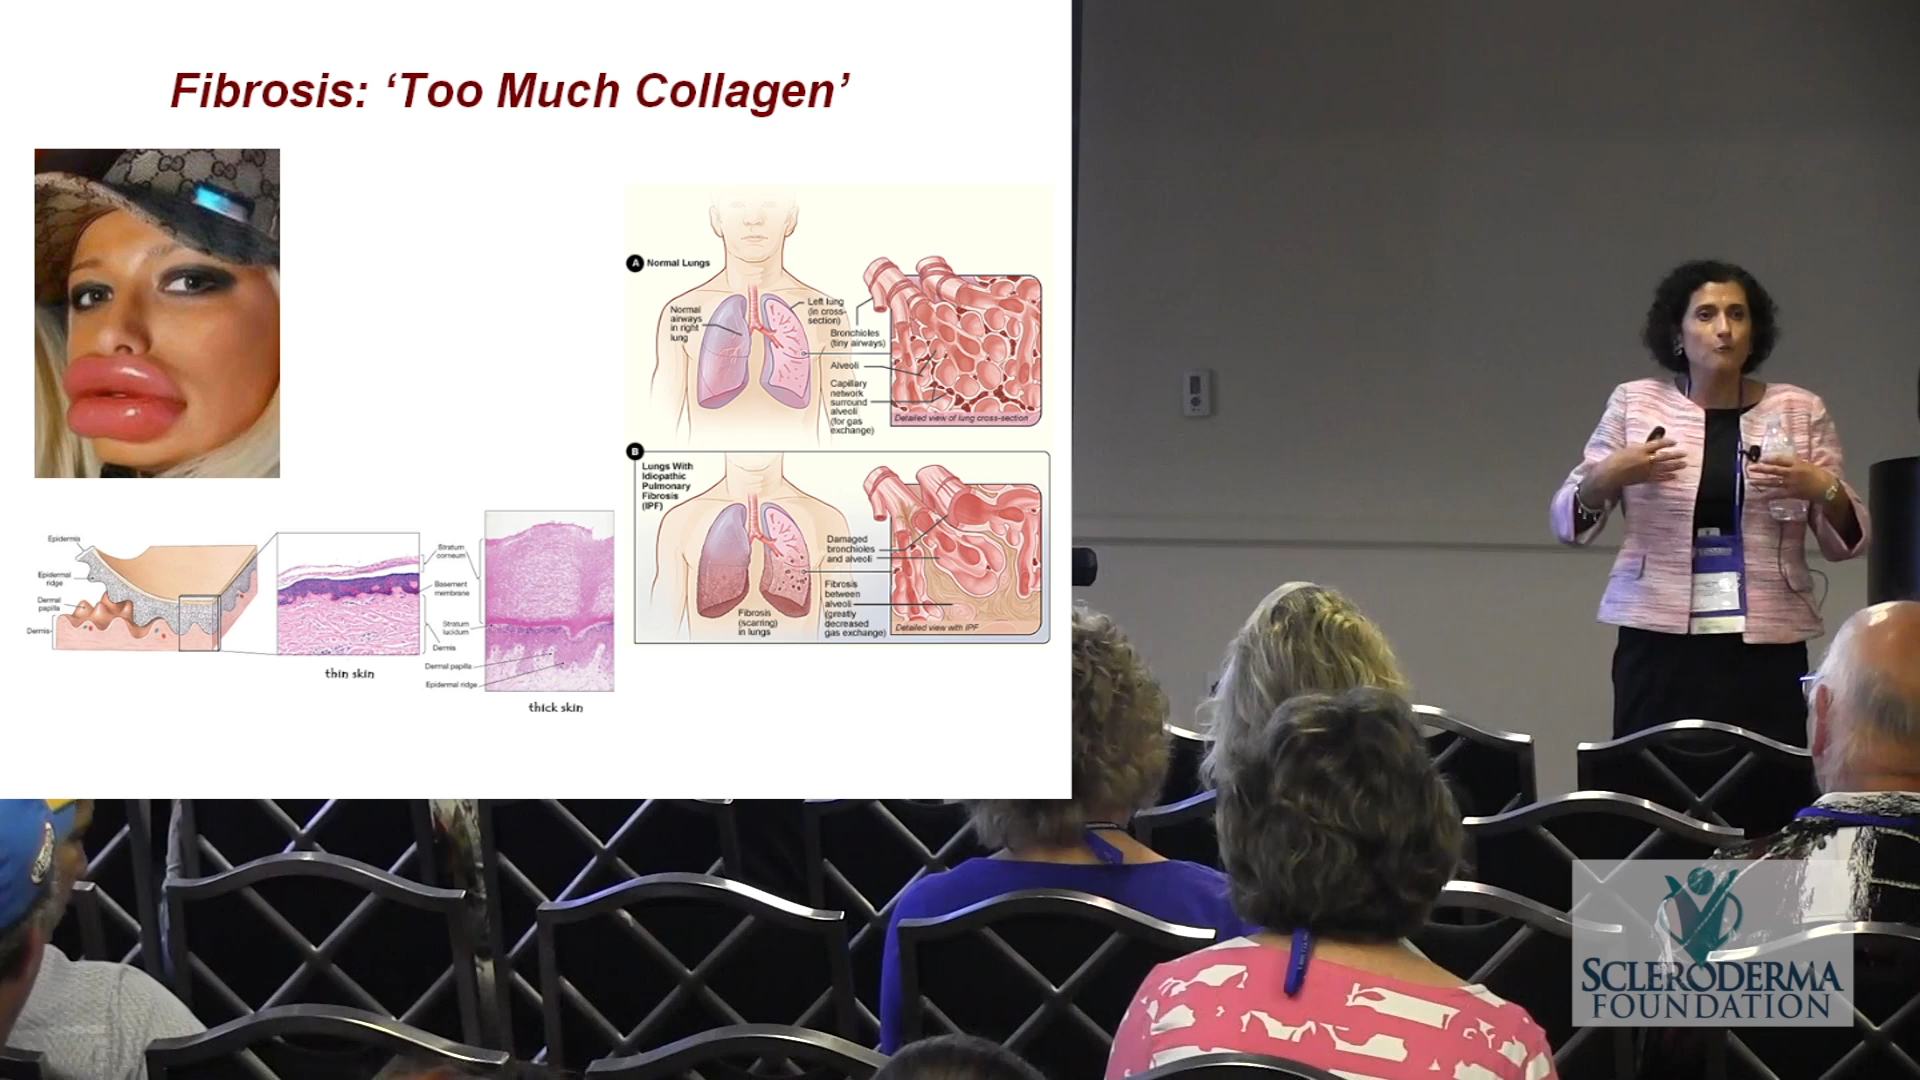 Fibrosis: ‘Too Much Collagen’
A Normal Lungs
Normal
airways
in right
lung
Left lung
(in cross-
section)
Bronchioles
(tiny airways)
Alveoli
Capillary
network
surround
alveoli
(for gas
exchange)
Detailed view of lung cross-section
B
Lungs With
Idiopathic
Pulmonary
Fibrosis
(IPF)
Damaged
bronchioles
and alveoli
Fibrosis
between
alveoli
(greatly
decreased
gas exchange)
Fibrosis
(scarring)
in lungs
Detailed view with IPF
Epidermis
Epidermal
ridge
Dermal
papilla
Dermis
Stratum
corneum
Basement
membrane
Stratum
lucidum
Dermis
Dermal papilla
Epidermal ridge
thin skin
thick skin
SCLERODERMA
FOUNDATION